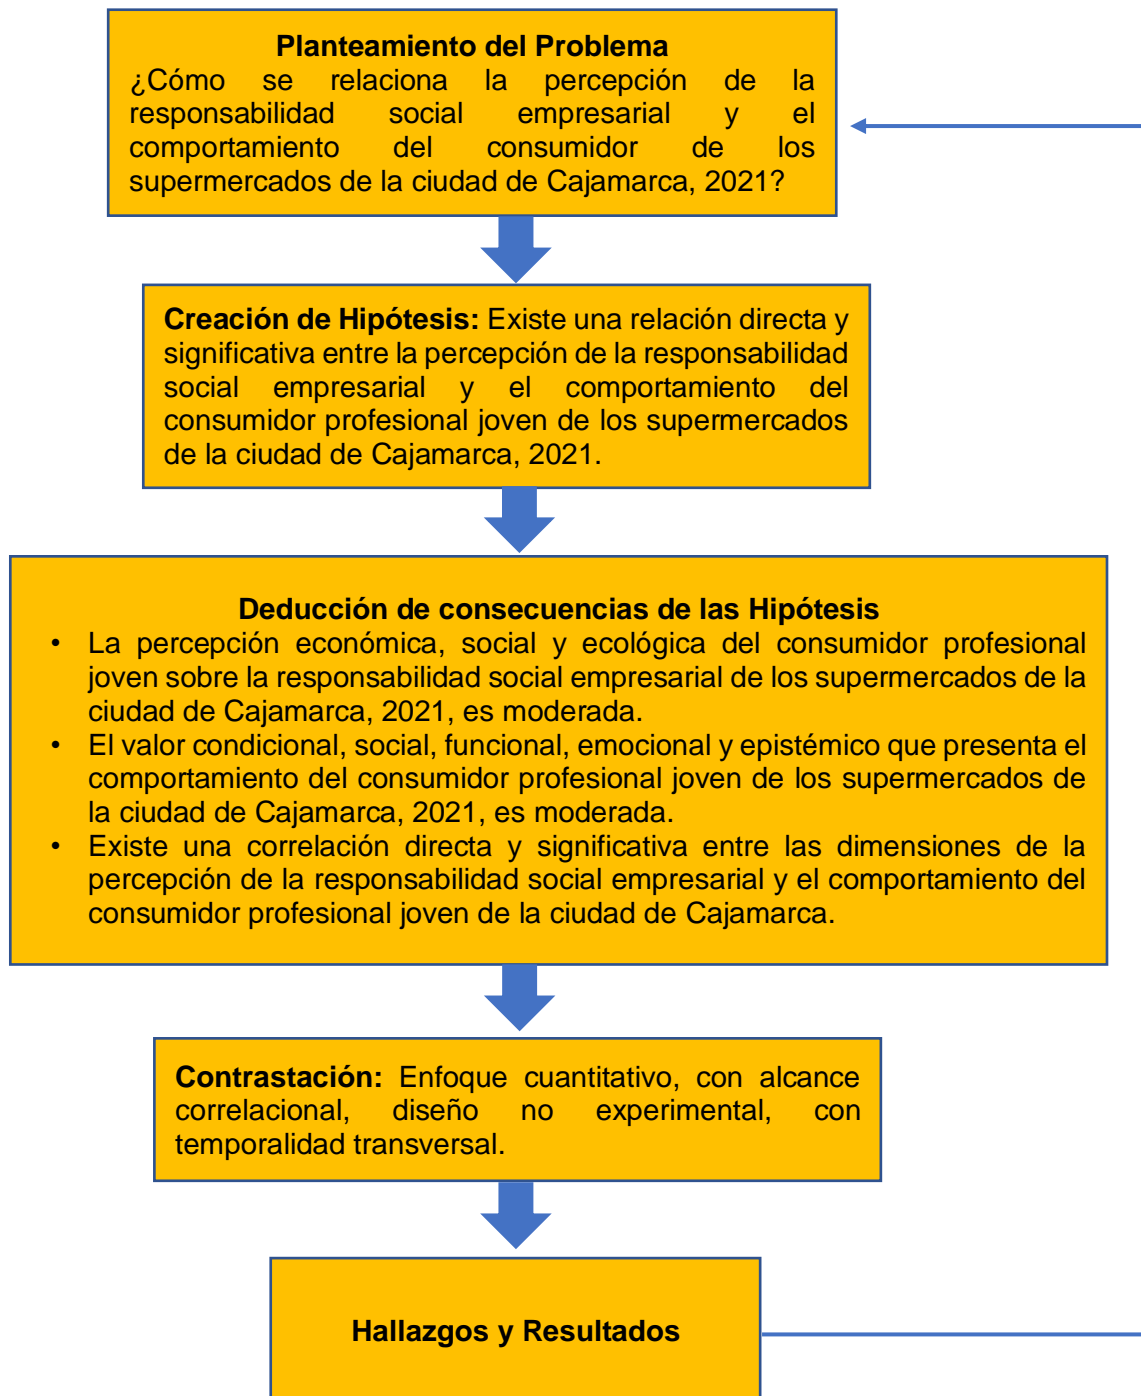 Planteamiento del Problema
¿Cómo se relaciona la percepción de la
responsabilidad social empresarial y el
comportamiento del consumidor de los
supermercados de la ciudad de Cajamarca, 2021?
Creación de Hipótesis: Existe una relación directa y
significativa entre la percepción de la responsabilidad
social empresarial y el comportamiento del
consumidor profesional joven de los supermercados
de la ciudad de Cajamarca, 2021.
Deducción de consecuencias de las Hipótesis
• La percepción económica, social y ecológica del consumidor profesional
joven sobre la responsabilidad social empresarial de los supermercados de la
ciudad de Cajamarca, 2021, es moderada.
• El valor condicional, social, funcional, emocional y epistémico que presenta el
comportamiento del consumidor profesional joven de los supermercados de
la ciudad de Cajamarca, 2021, es moderada.
• Existe una correlación directa y significativa entre las dimensiones de la
percepción de la responsabilidad social empresarial y el comportamiento del
consumidor profesional joven de la ciudad de Cajamarca.
Contrastación: Enfoque cuantitativo, con alcance
correlacional, diseño no experimental, con
temporalidad transversal.
Hallazgos y Resultados